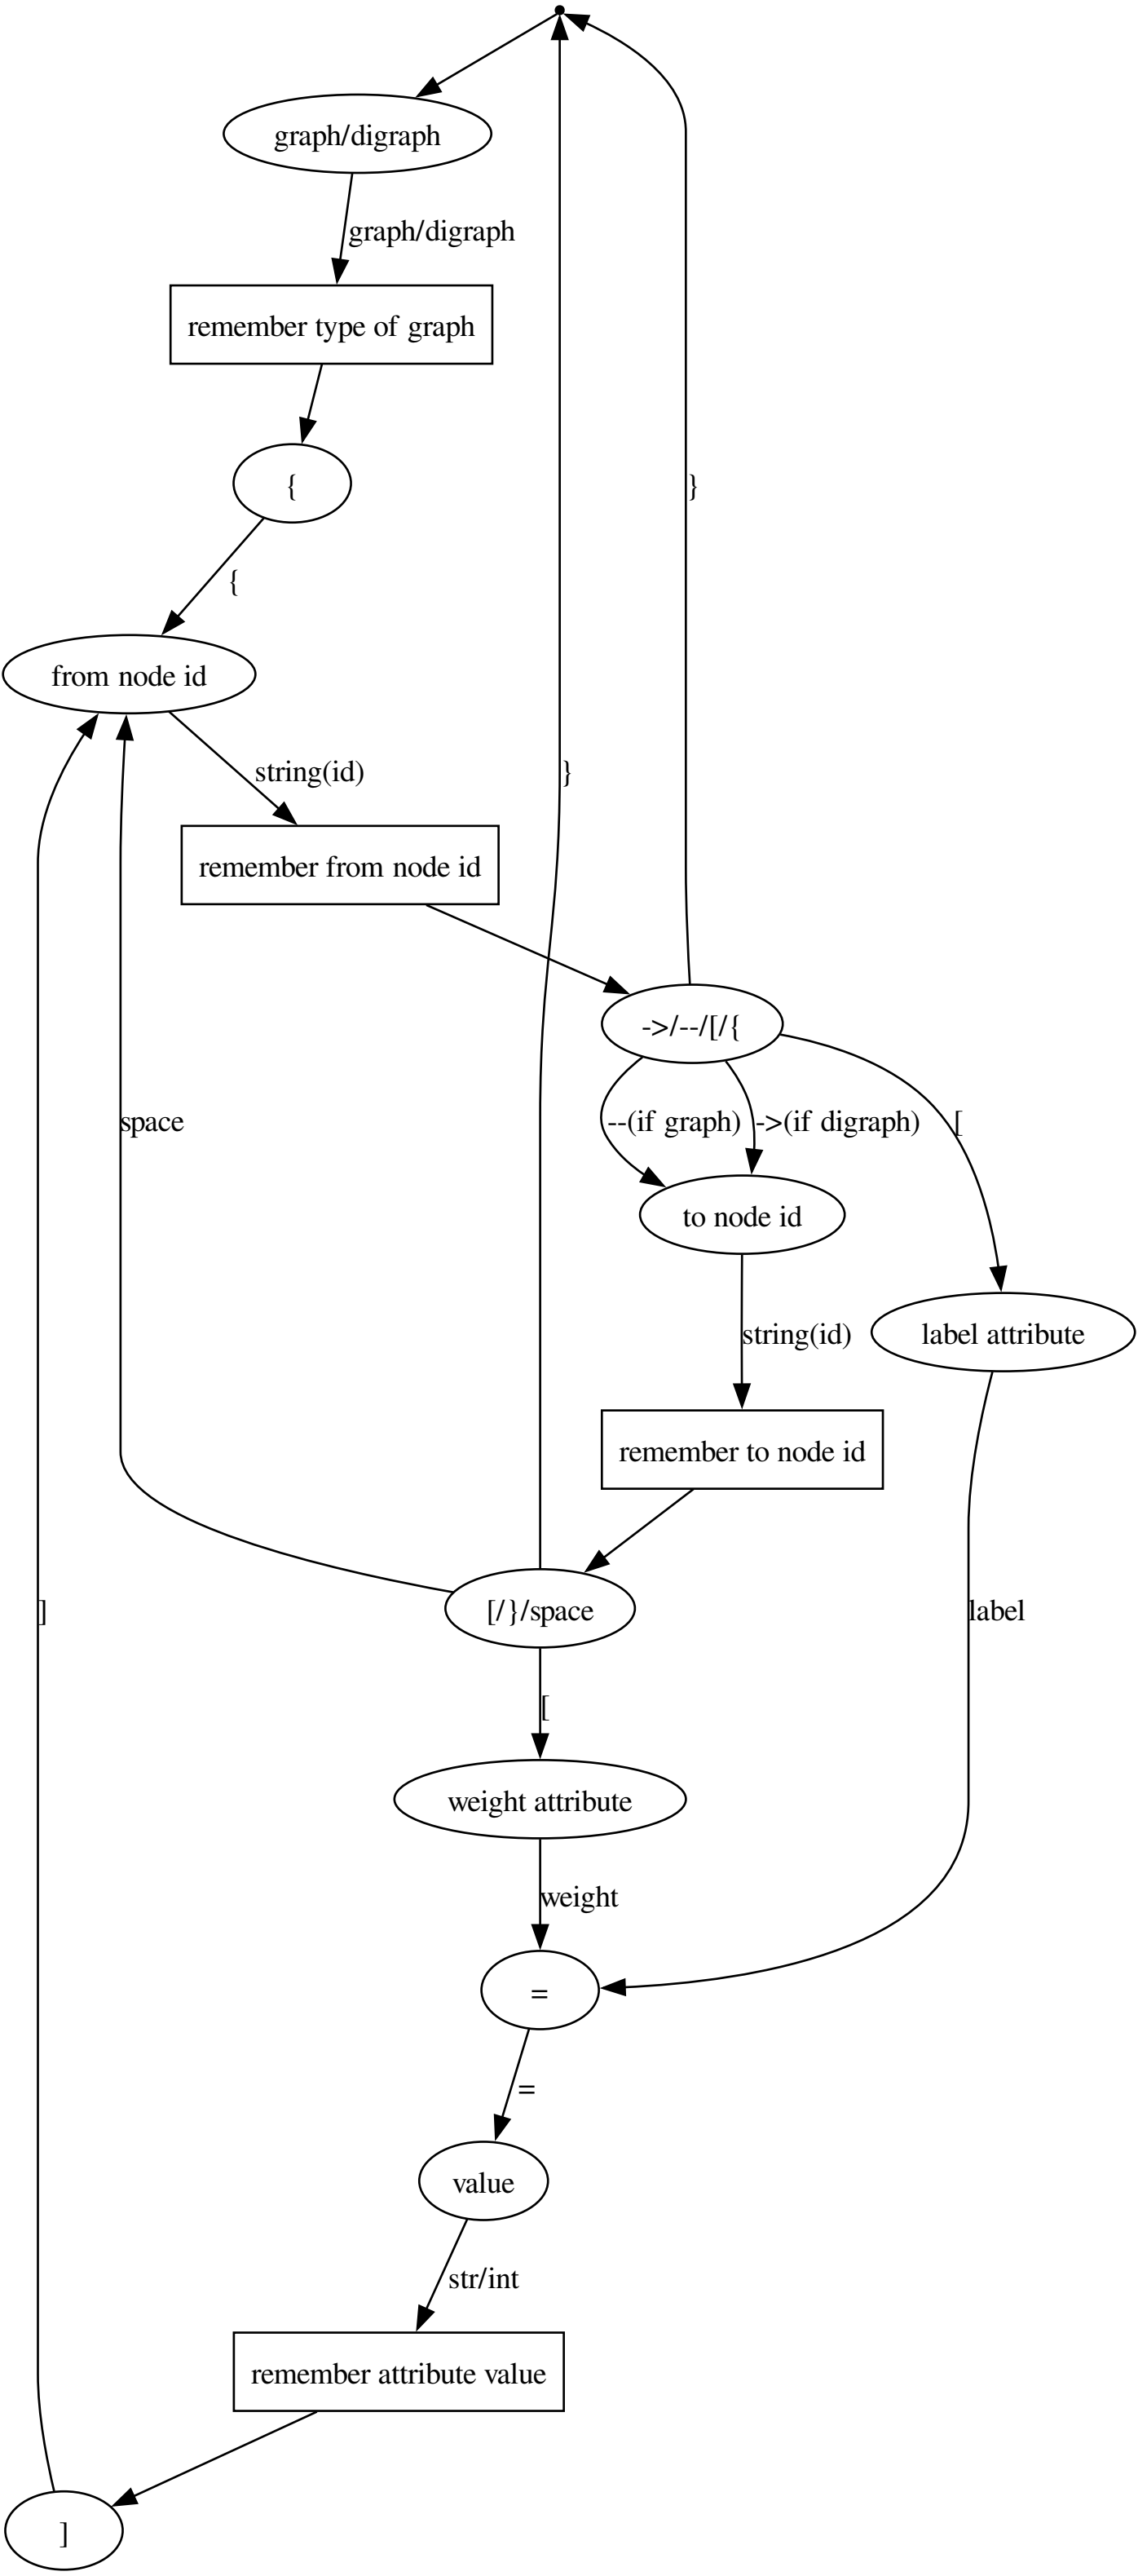 graph/digraph
graph/digraph
remember type of graph
{
}
{
from node id
string(id)
}
remember from node id
->/--/[/{
space
--(if graph)
->(if digraph)
[
to node id
string(id)
label attribute
remember to node id
]
[/}/space
label
[
weight attribute
weight
=
=
value
str/int
remember attribute value
]